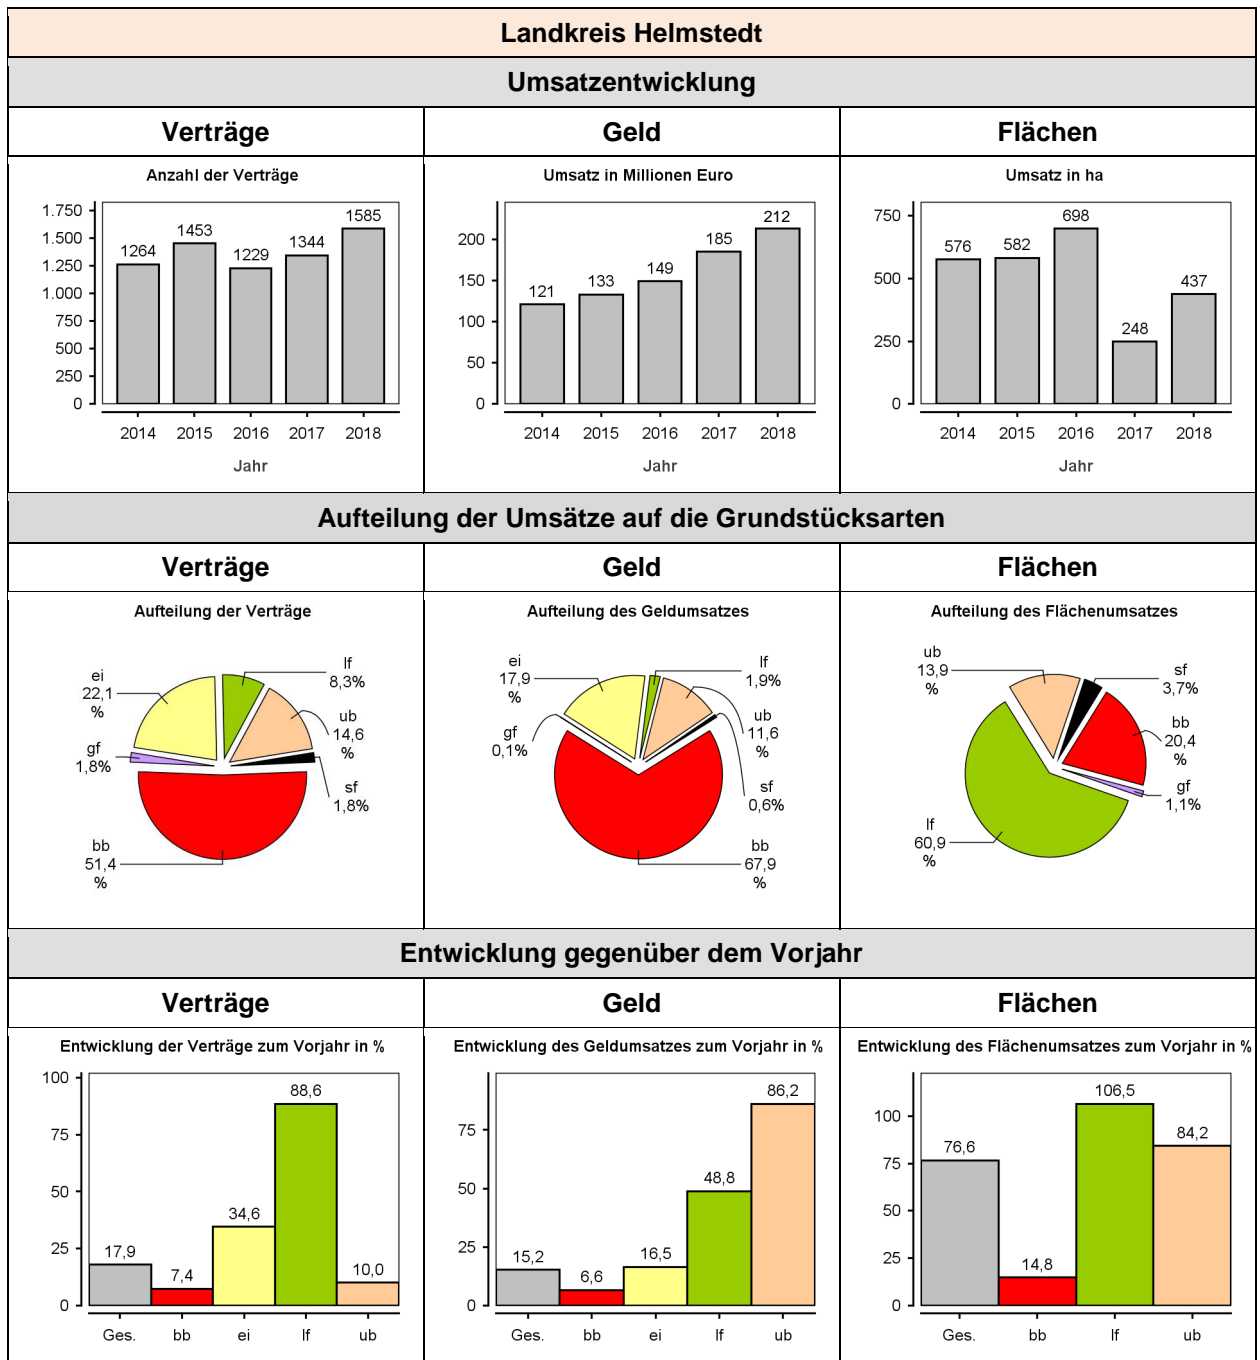 Landkreis Helmstedt
Umsatzentwicklung
Verträge
Geld
Flächen
Anzahl der Verträge
1.750
1.500
1.250
1.000
750
500
250
0
1264
1453
1229
1344
1585
2014 2015 2016 2017 2018
Jahr
Umsatz in Millionen Euro
200
150
100
50
0
121
133
149
185
212
2014 2015 2016 2017 2018
Jahr
Umsatz in ha
750
500
250
0
576
582
698
248
437
2014 2015 2016 2017 2018
Jahr
Aufteilung der Umsätze auf die Grundstücksarten
Verträge
Geld
Flächen
Aufteilung der Verträge
ei
22,1
%
lf
8,3%
ub
14,6
%
gf
1,8%
sf
1,8%
bb
51,4
%
Aufteilung des Geldumsatzes
ei
17,9
%
lf
1,9%
ub
11,6
%
gf
0,1%
sf
0,6%
bb
67,9
%
Aufteilung des Flächenumsatzes
ub
13,9
%
sf
3,7%
bb
20,4
%
gf
1,1%
lf
60,9
%
Entwicklung gegenüber dem Vorjahr
Verträge
Geld
Flächen
Entwicklung der Verträge zum Vorjahr in %
100
75
50
25
0
17,9
7,4
34,6
88,6
10,0
Ges. bb ei lf ub
Entwicklung des Geldumsatzes zum Vorjahr in %
75
50
25
0
15,2
6,6
16,5
48,8
86,2
Ges. bb ei lf ub
Entwicklung des Flächenumsatzes zum Vorjahr in %
100
75
50
25
0
76,6
14,8
106,5
84,2
Ges. bb lf ub